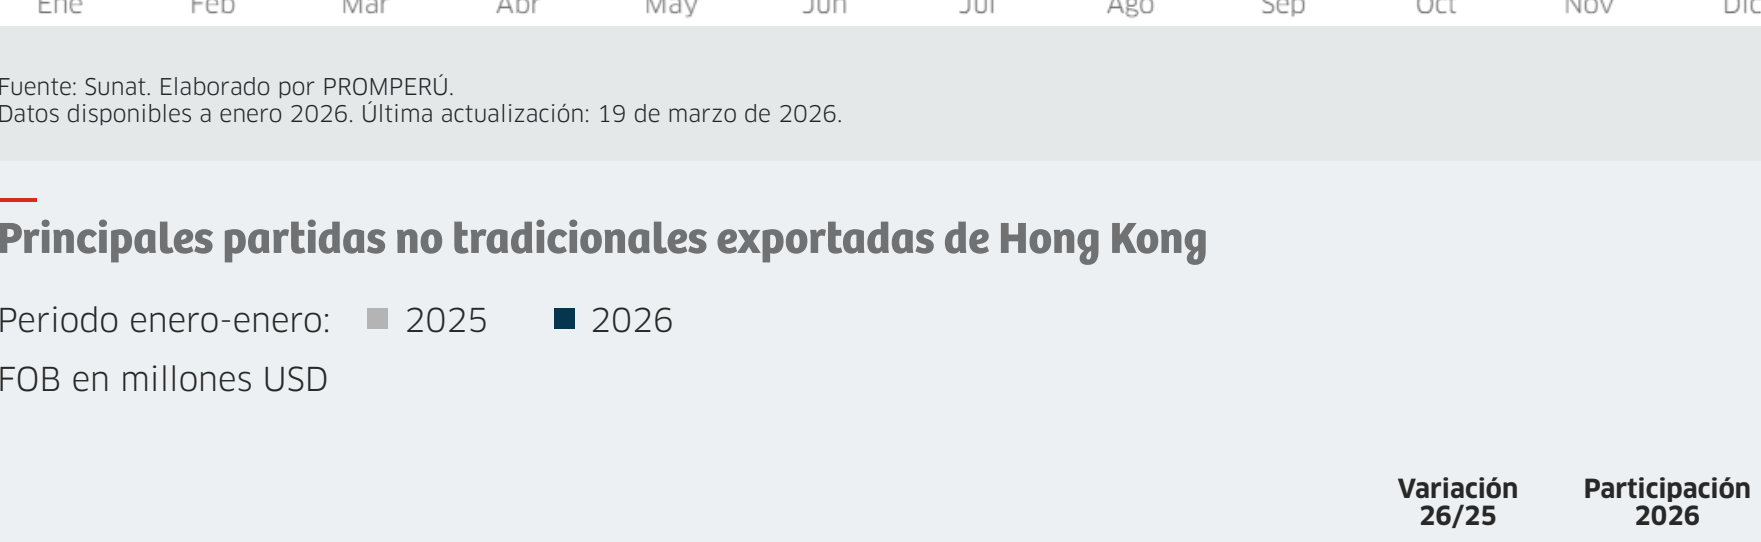 Ene Feb Mar Abr May Jun Jul Ago Sep Oct Nov Dic
Fuente: Sunat. Elaborado por PROMPERÚ.
Datos disponibles a enero 2026. Última actualización: 19 de marzo de 2026.
Principales partidas no tradicionales exportadas de Hong Kong
Periodo enero-enero: 2025 2026
FOB en millones USD
Variación Participación
26/25 2026